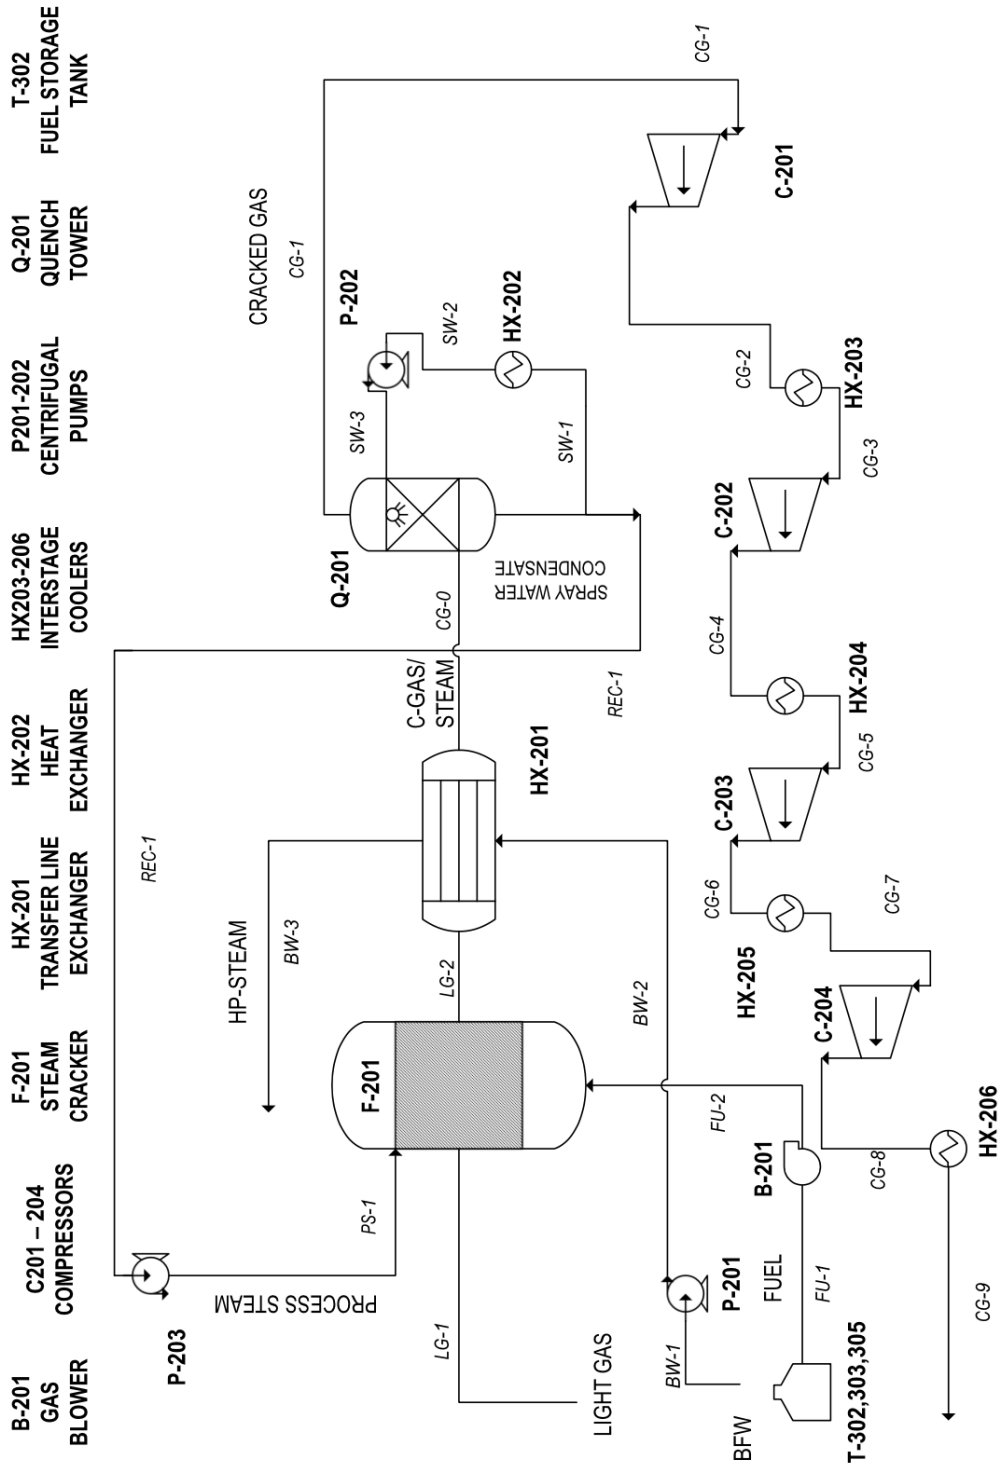 B-201
GAS
BLOWER
C201 – 204
COMPRESSORS
F-201
STEAM
CRACKER
HX-201
TRANSFER LINE
EXCHANGER
HX-202
HEAT
EXCHANGER
HX203-206
INTERSTAGE
COOLERS
P201-202
CENTRIFUGAL
PUMPS
Q-201
QUENCH
TOWER
T-302
FUEL STORAGE
TANK
P-203
PROCESS STEAM
REC-1
PS-1
LG-1
LIGHT GAS
F-201
HP-STEAM
BW-3
LG-2
HX-201
C-GAS/
STEAM
CG-0
REC-1
Q-201
SPRAY WATER
CONDENSATE
SW-3
P-202
SW-2
HX-202
SW-1
CRACKED GAS
CG-1
CG-1
BFW
BW-1
P-201
BW-2
FUEL
T-302,303,305
FU-1
B-201
FU-2
C-201
CG-2
HX-203
CG-3
C-202
CG-4
HX-204
CG-5
C-203
CG-6
HX-205
CG-7
C-204
CG-8
HX-206
CG-9